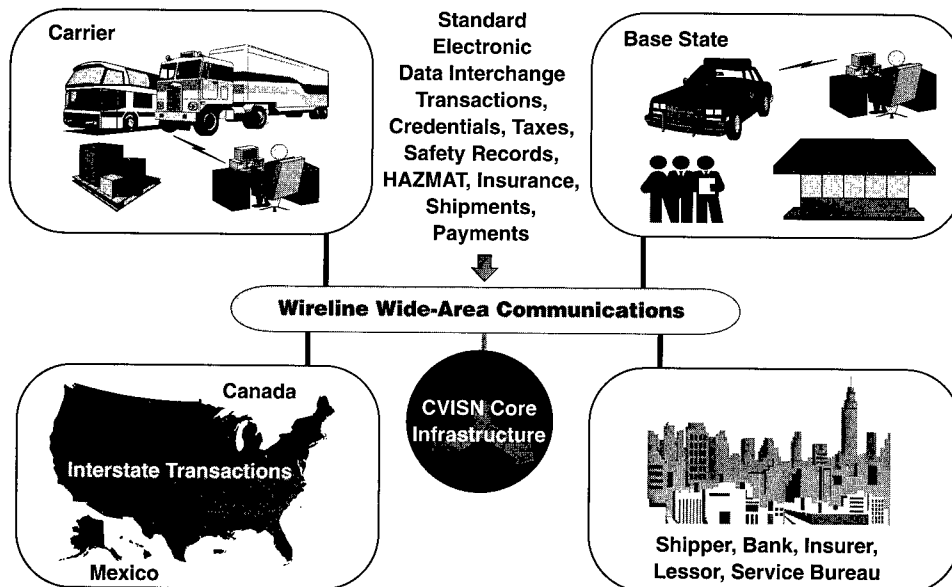 Carrier
Standard
Electronic
Data Interchange
Transactions,
Credentials, Taxes,
Safety Records,
HAZMAT, Insurance,
Shipments,
Payments
Base State
Wireline Wide-Area Communications
Canada
Interstate Transactions
Mexico
CVISN Core
Infrastructure
Shipper, Bank, Insurer,
Lessor, Service Bureau